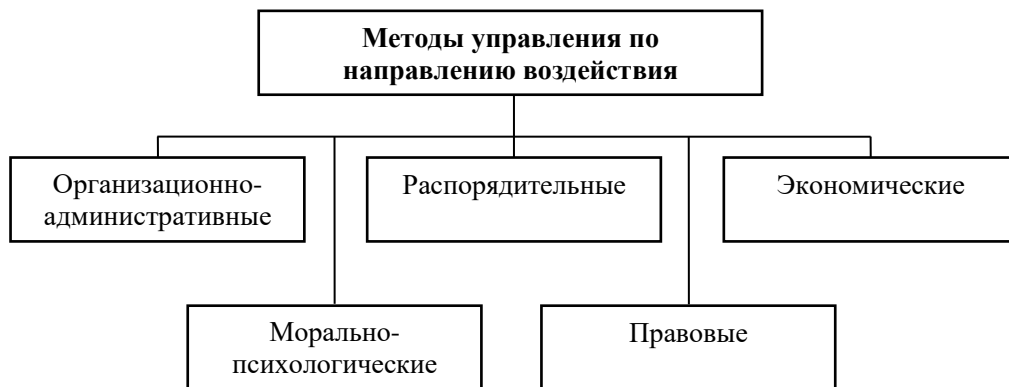 Методы управления по
направлению воздействия
Организационно-
административные
Распорядительные
Экономические
Морально-
психологические
Правовые